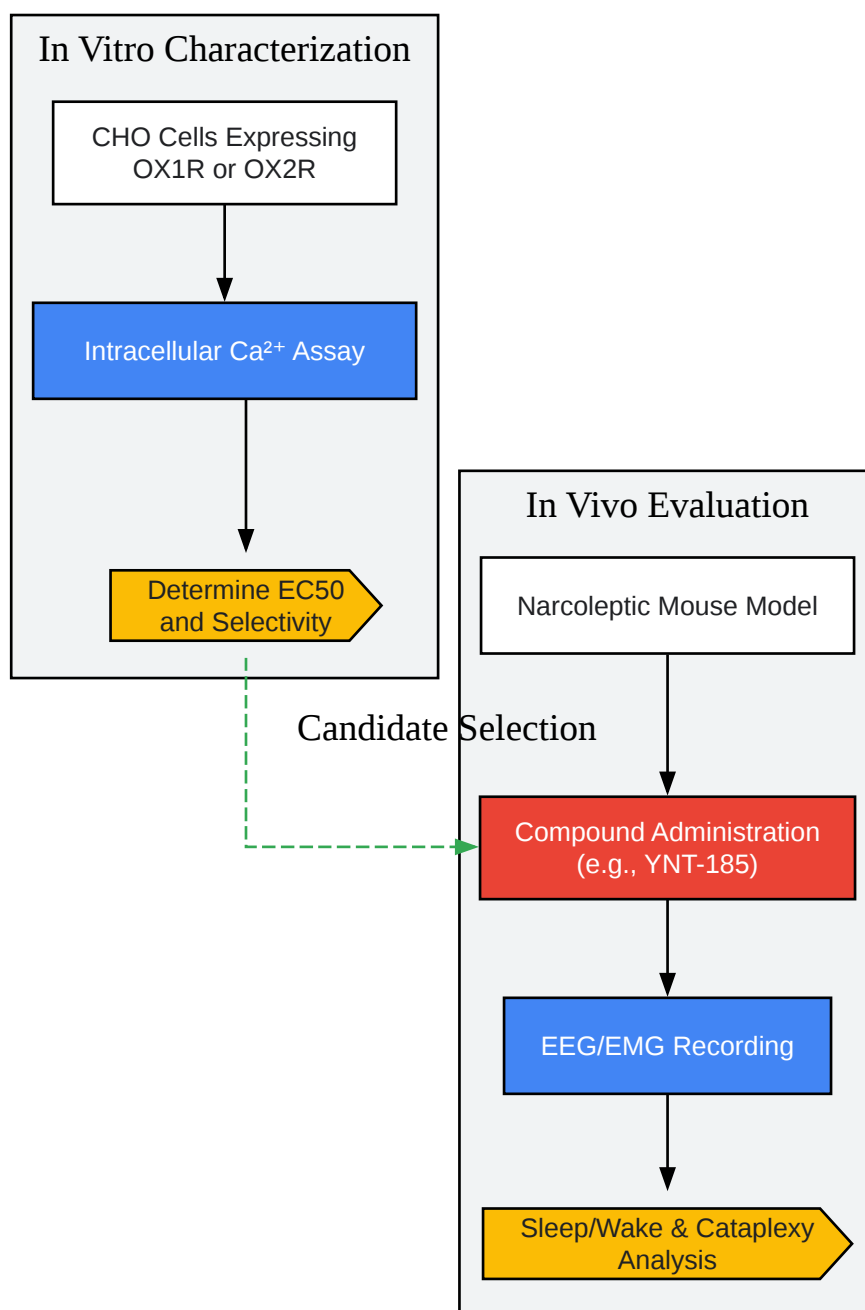 In Vitro Characterization
CHO Cells Expressing
OX1R or OX2R
Intracellular Ca²⁺ Assay
Determine EC50
and Selectivity
Candidate Selection
In Vivo Evaluation
Narcoleptic Mouse Model
Compound Administration
(e.g., YNT-185)
EEG/EMG Recording
Sleep/Wake & Cataplexy
Analysis